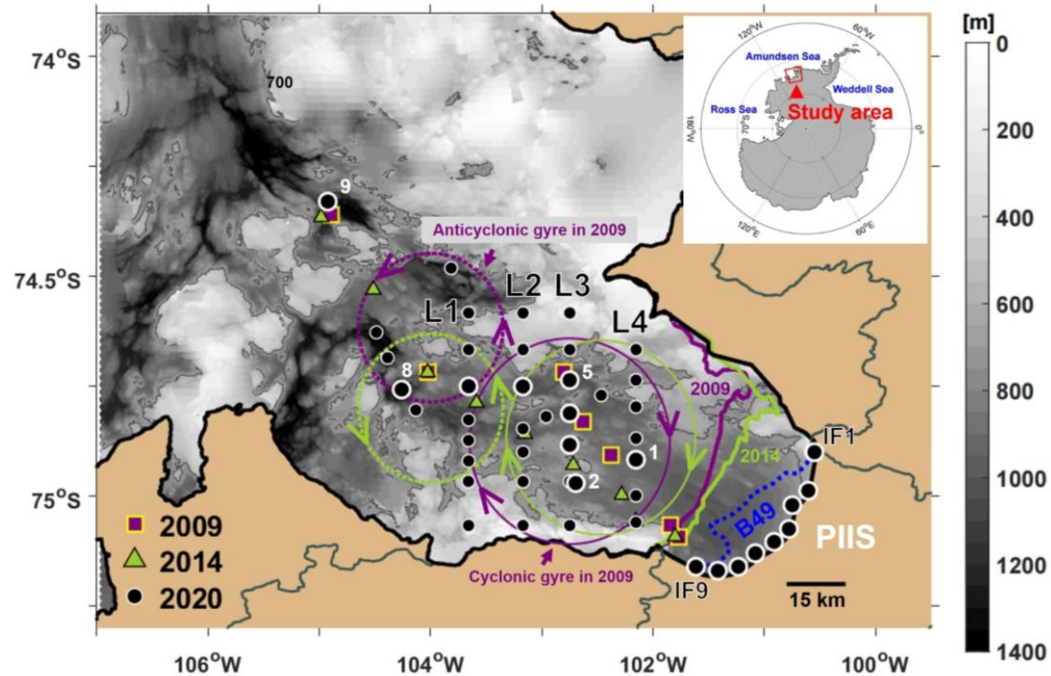 [m]
0
200
400
600
800
1000
1200
1400
74°S
74.5°S
75°S
106°W
104°W
102°W
100°W
700
9
Anticyclonic gyre in 2009
L1
L2
L3
L4
8
5
1
2
2009
2014
IF1
B49
PIIS
IF9
Cyclonic gyre in 2009
15 km
2009
2014
2020
120°W
60°W
Amundsen Sea
Weddell Sea
Ross Sea
Study area
180°W
70°S
80°S
0°
120°E
60°E